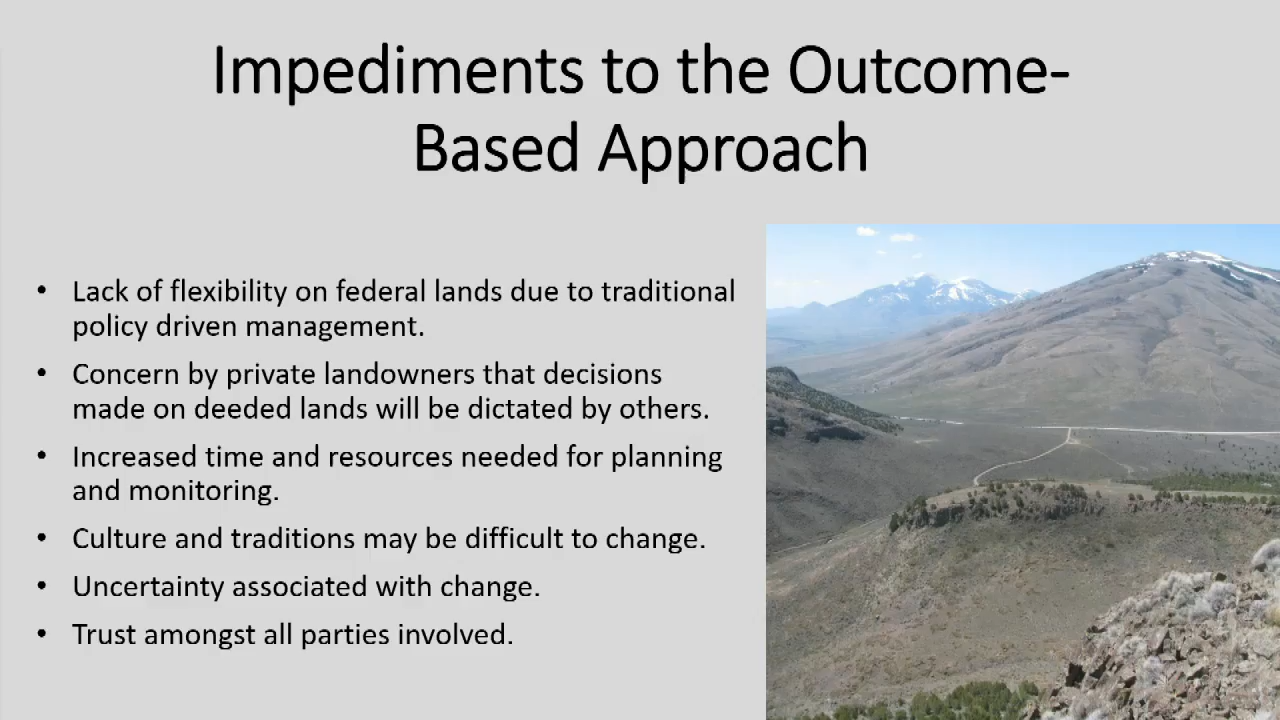 Impediments to the Outcome-
Based Approach
• Lack of flexibility on federal lands due to traditional
policy driven management.
• Concern by private landowners that decisions
made on deeded lands will be dictated by others.
• Increased time and resources needed for planning
and monitoring.
• Culture and traditions may be difficult to change.
• Uncertainty associated with change.
• Trust amongst all parties involved.